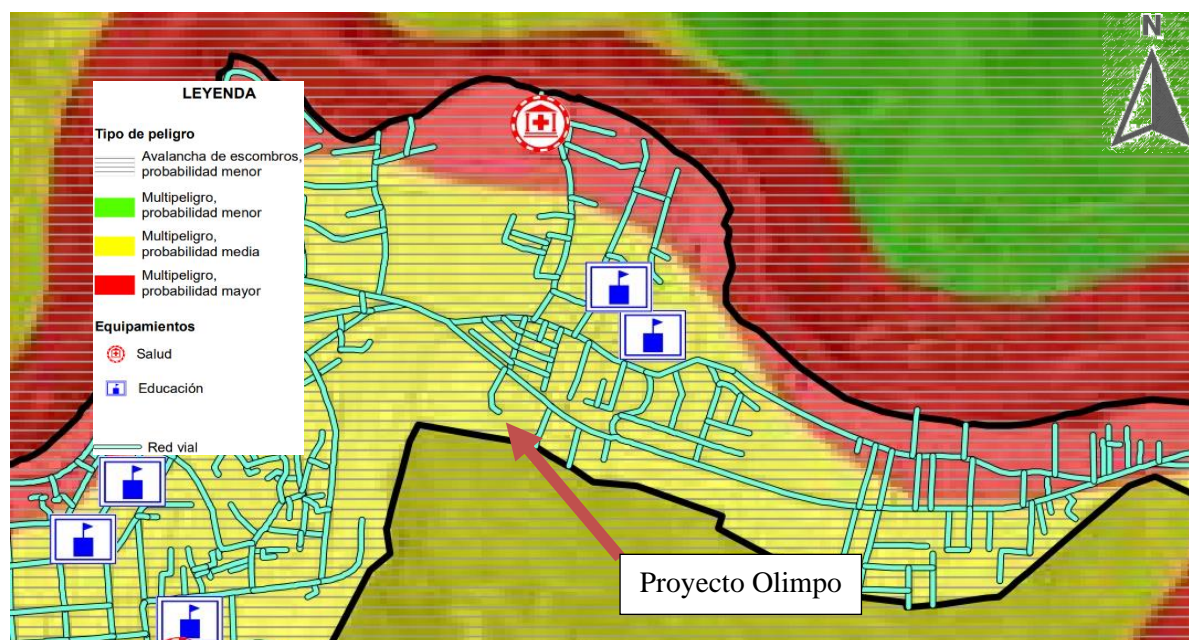 N
LEYENDA
Tipo de peligro
Avalancha de escombros,
probabilidad menor
Multipeligro,
probabilidad menor
Multipeligro,
probabilidad media
Multipeligro,
probabilidad mayor
Equipamientos
Salud
Educación
Red vial
Proyecto Olimpo